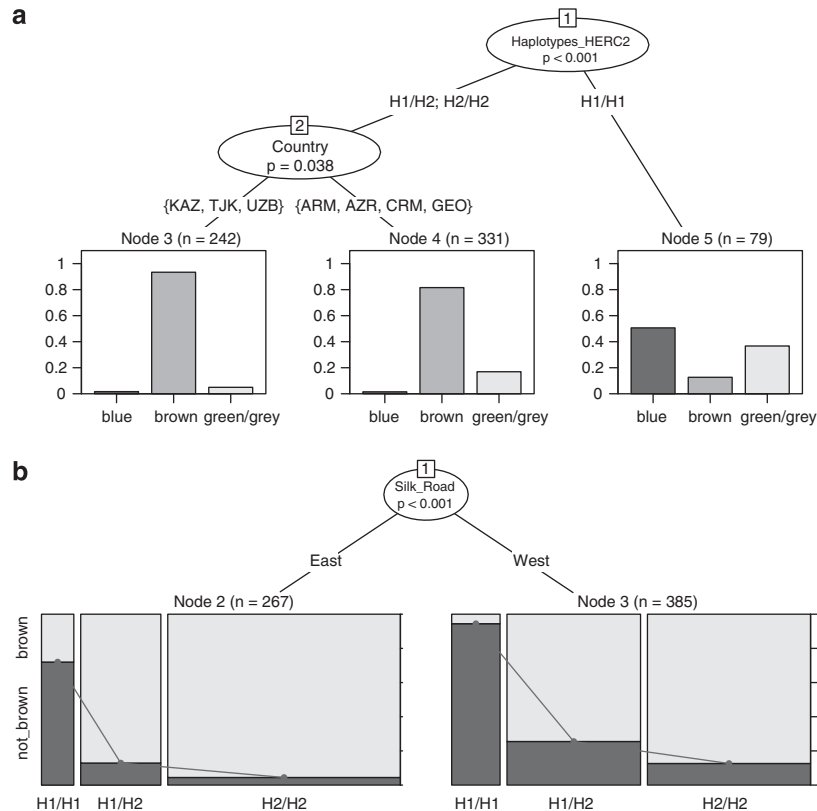 a
1
Haplotypes_HERC2
p < 0.001
H1/H2; H2/H2
H1/H1
2
Country
p = 0.038
{KAZ, TJK, UZB}
{ARM, AZR, CRM, GEO}
Node 3 (n = 242)
1
0.8
0.6
0.4
0.2
0
blue
brown
green/grey
Node 4 (n = 331)
1
0.8
0.6
0.4
0.2
0
blue
brown
green/grey
Node 5 (n = 79)
1
0.8
0.6
0.4
0.2
0
blue
brown
green/grey
b
1
Silk_Road
p < 0.001
East
West
Node 2 (n = 267)
brown
not_brown
H1/H1
H1/H2
H2/H2
Node 3 (n = 385)
H1/H1
H1/H2
H2/H2